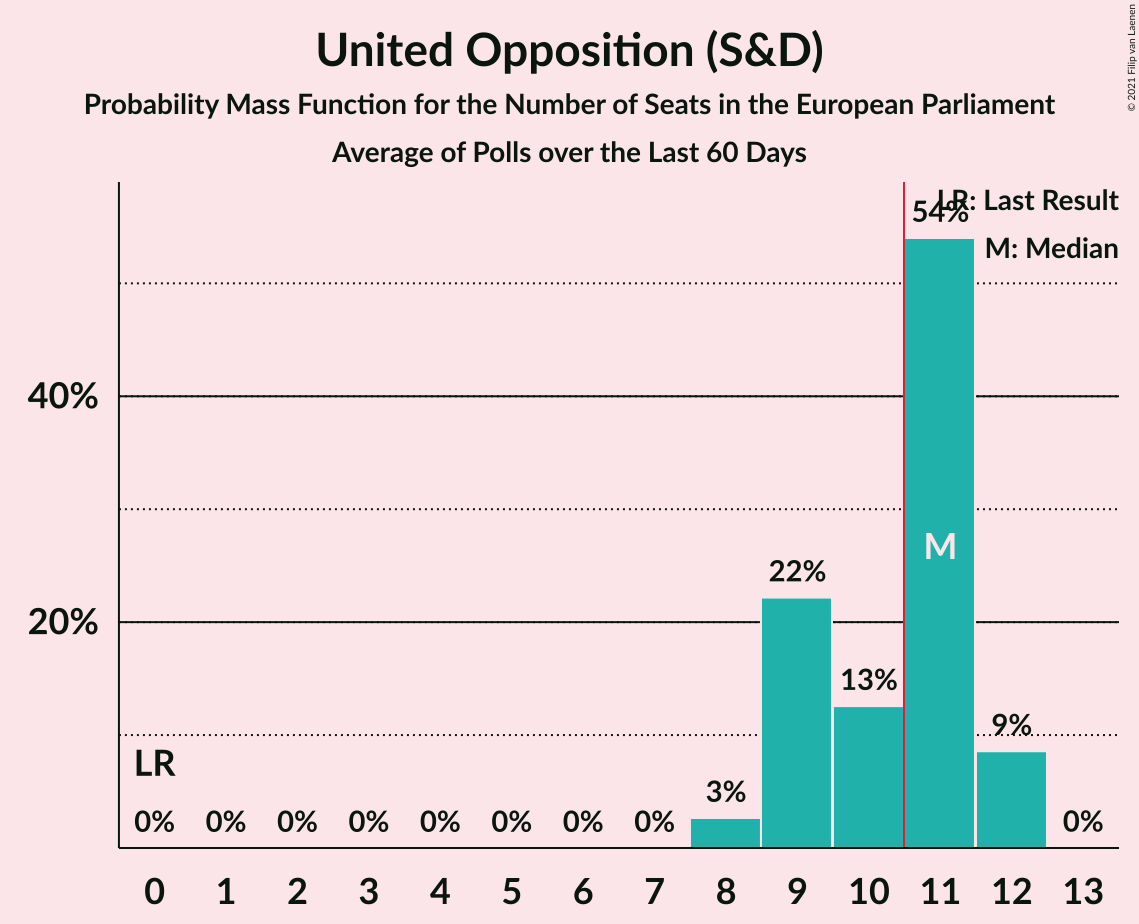 United Opposition (S&D)
Probability Mass Function for the Number of Seats in the European Parliament
Average of Polls over the Last 60 Days
© 2021 Filip van Laenen
LR: Last Result
M: Median
54%
40%
M
22%
20%
13%
9%
LR
3%
0% 0% 0% 0% 0% 0% 0% 0% 0%
0 1 2 3 4 5 6 7 8 9 10 11 12 13